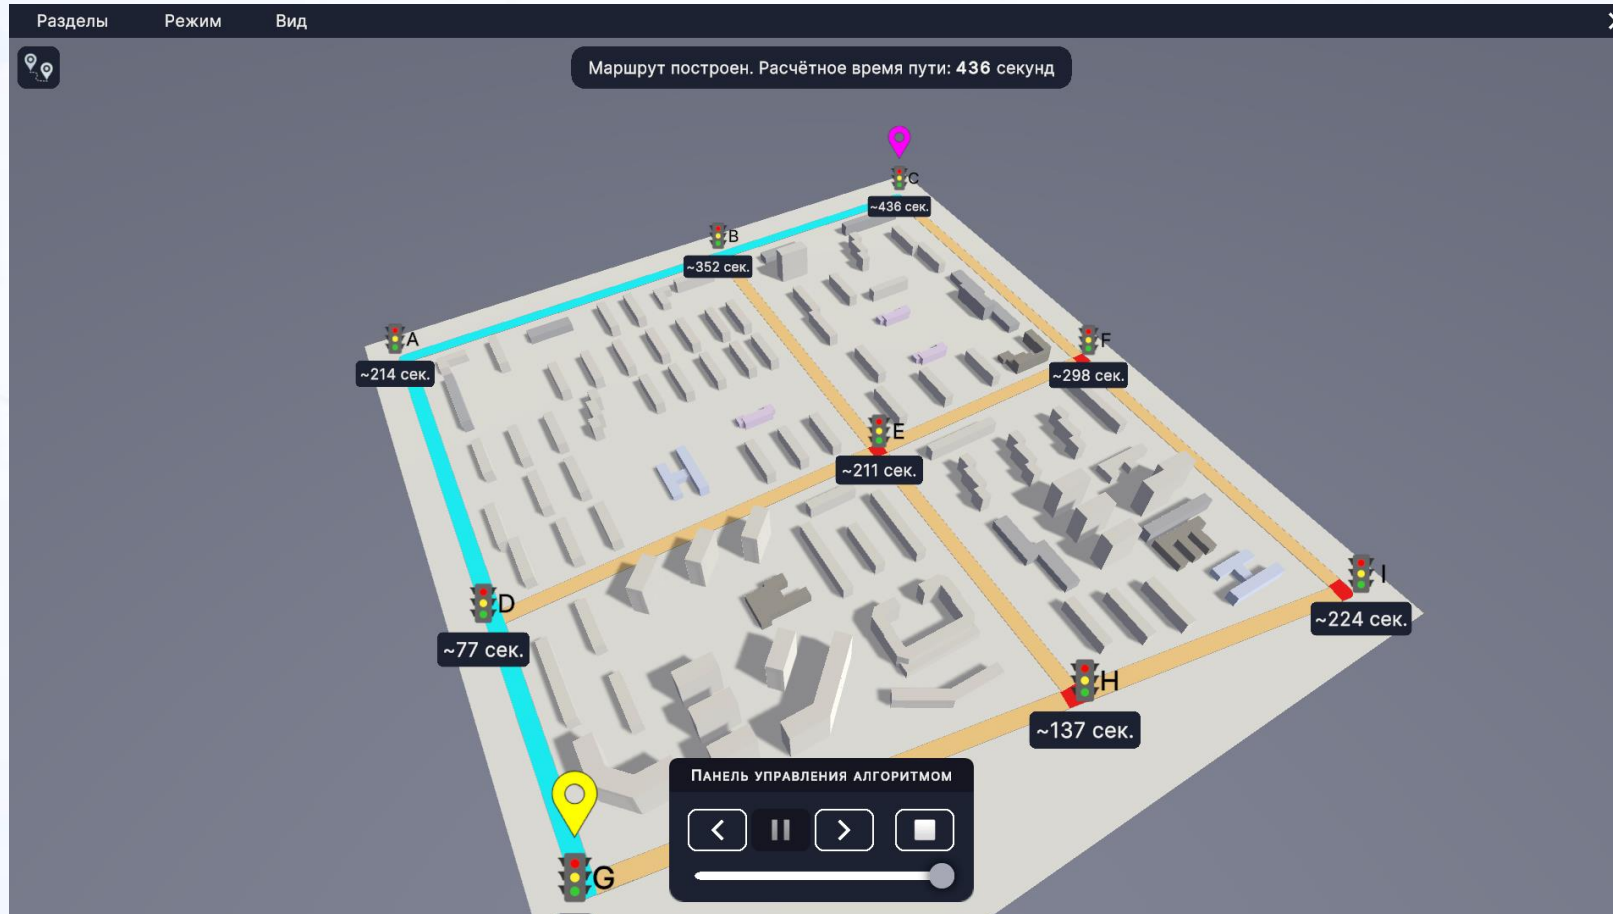 Разделы Режим Вид
Маршрут построен. Расчётное время пути: 436 секунд
C
~436 сек.
B
~352 сек.
A
~214 сек.
F
~298 сек.
E
~211 сек.
D
~77 сек.
I
~224 сек.
H
~137 сек.
Панель управления алгоритмом
G